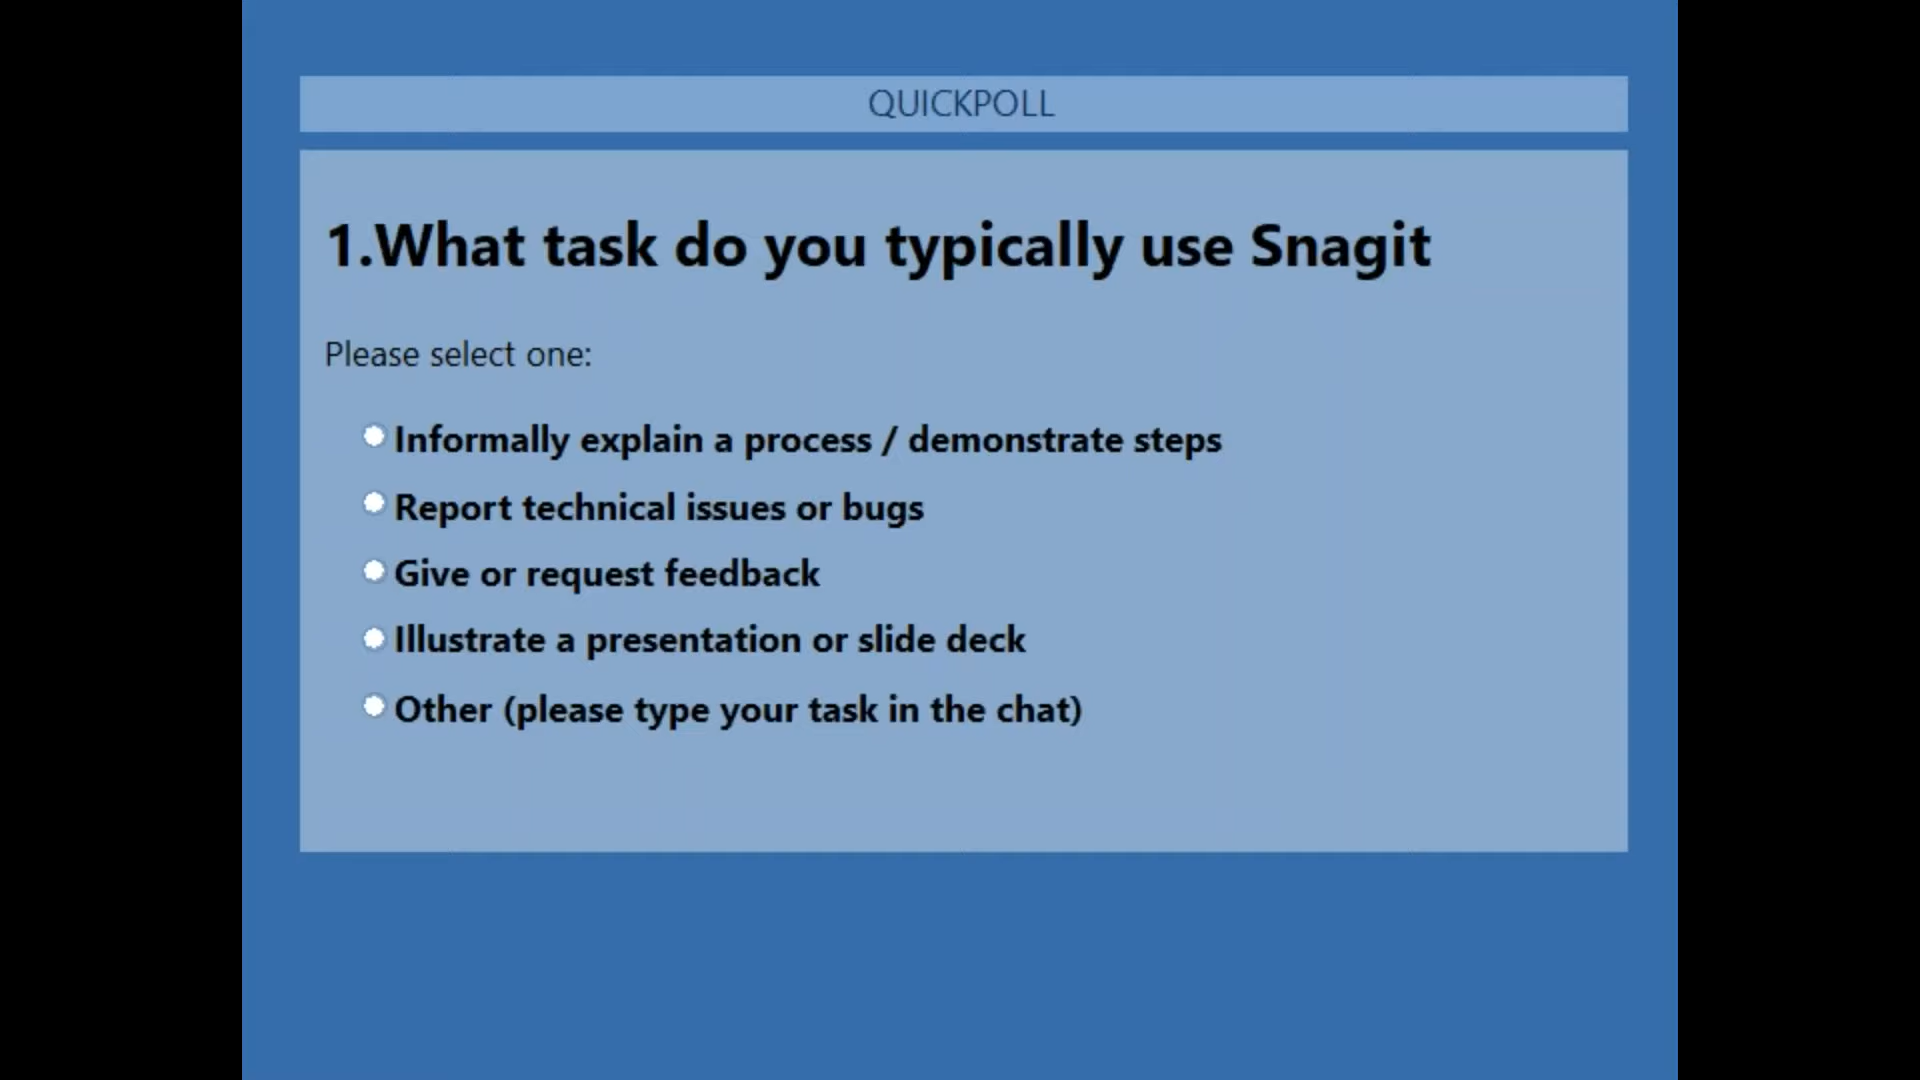 QUICKPOLL
1.What task do you typically use Snagit
Please select one:
Informally explain a process / demonstrate steps
Report technical issues or bugs
Give or request feedback
Illustrate a presentation or slide deck
Other (please type your task in the chat)